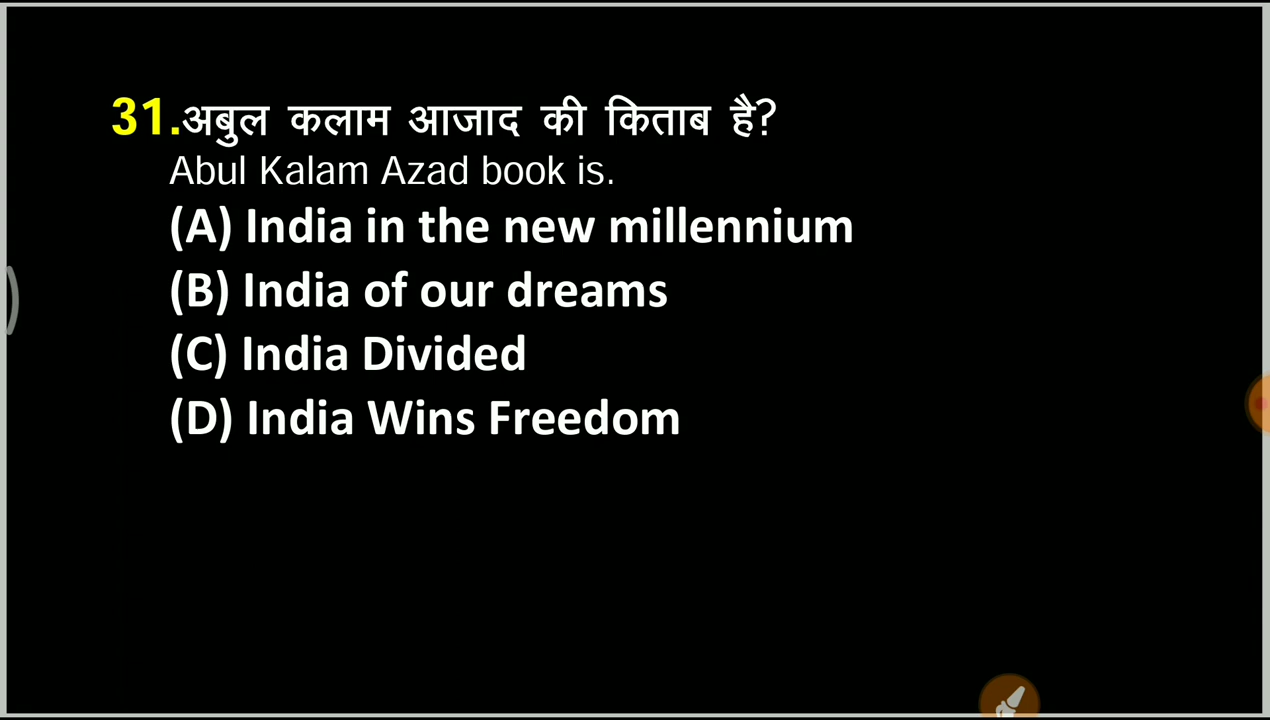 31.अबुल कलाम आजाद की किताब है?
Abul Kalam Azad book is.
(A) India in the new millennium
(B) India of our dreams
(C) India Divided
(D) India Wins Freedom